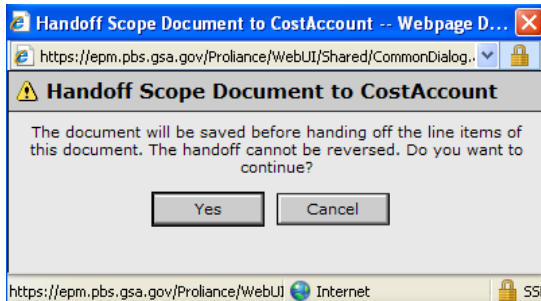 Handoff Scope Document to CostAccount -- Webpage D...
https://epm.pbs.gsa.gov/Proliance/WebUI/Shared/CommonDialog.
Handoff Scope Document to CostAccount
The document will be saved before handing off the line items of
this document. The handoff cannot be reversed. Do you want to
continue?
Yes Cancel
https://epm.pbs.gsa.gov/Proliance/WebUI Internet SS